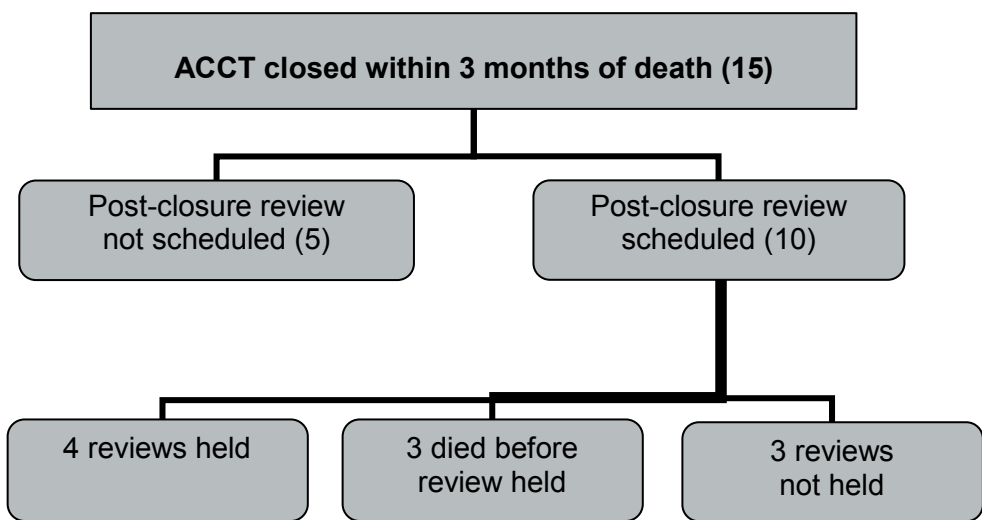 ACCT closed within 3 months of death (15)
Post-closure review
not scheduled (5)
Post-closure review
scheduled (10)
4 reviews held
3 died before
review held
3 reviews
not held